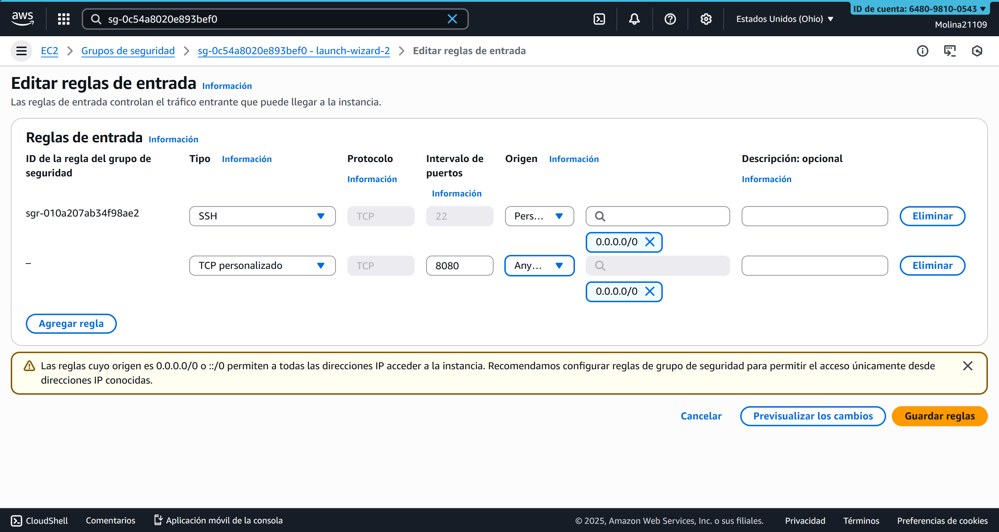 ID de cuenta: 6480-9810-0543
aws
sg-0c54a8020e893bef0
Estados Unidos (Ohio)
Molina21109
EC2
Grupos de seguridad
sg-0c54a8020e893bef0 - launch-wizard-2
Editar reglas de entrada
Editar reglas de entrada Información
Las reglas de entrada controlan el tráfico entrante que puede llegar a la instancia.
Reglas de entrada Información
ID de la regla del grupo de seguridad
Tipo Información
Protocolo
Información
Intervalo de puertos
Información
Origen Información
Descripción: opcional
Información
sgr-010a207ab34f98ae2
SSH
TCP
22
Pers...
Eliminar
0.0.0.0/0
–
TCP personalizado
TCP
8080
Any...
Eliminar
0.0.0.0/0
Agregar regla
Las reglas cuyo origen es 0.0.0.0/0 o ::/0 permiten a todas las direcciones IP acceder a la instancia. Recomendamos configurar reglas de grupo de seguridad para permitir el acceso únicamente desde
direcciones IP conocidas.
Cancelar
Previsualizar los cambios
Guardar reglas
CloudShell
Comentarios
Aplicación móvil de la consola
© 2025, Amazon Web Services, Inc. o sus filiales.
Privacidad
Términos
Preferencias de cookies